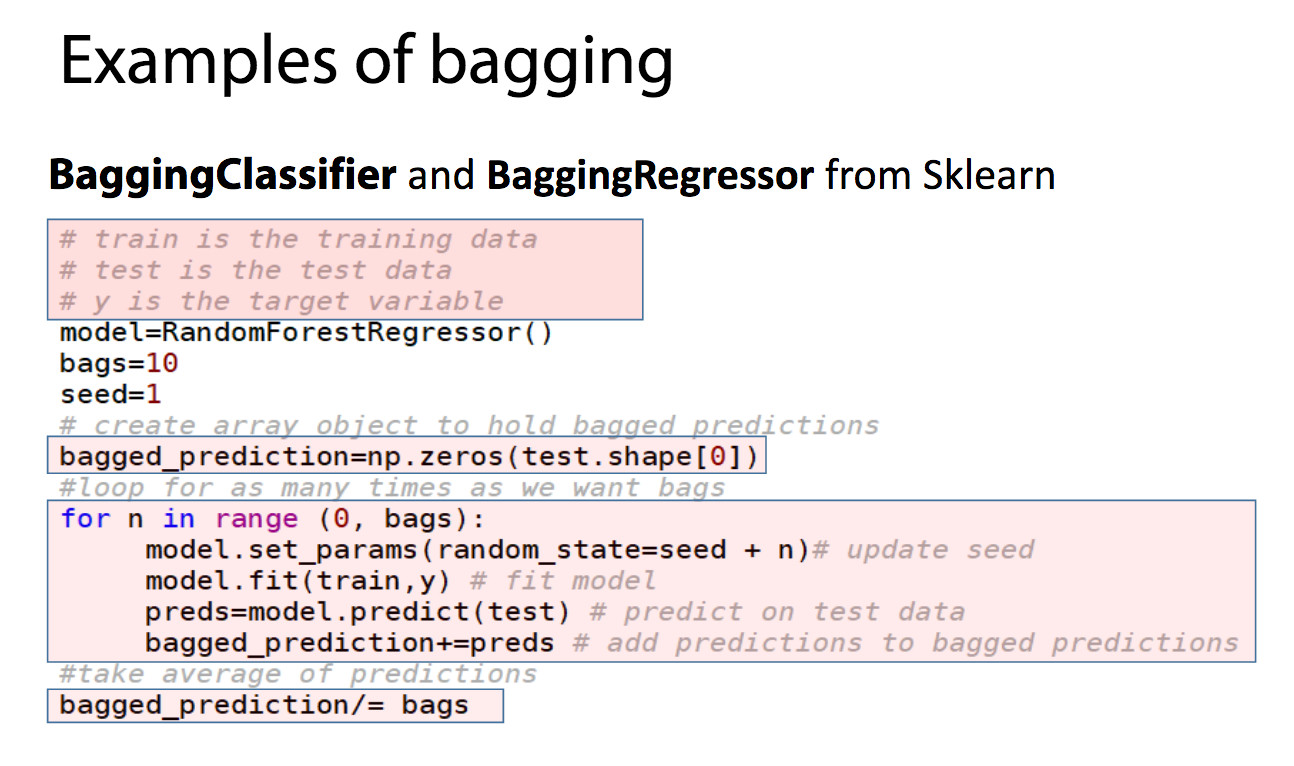 Examples of bagging
BaggingClassifier and BaggingRegressor from Sklearn
# train is the training data
# test is the test data
# y is the target variable
model=RandomForestRegressor()
bags=10
seed=1
# create array object to hold bagged predictions
bagged_prediction=np.zeros(test.shape[0])
#loop for as many times as we want bags
for n in range (0, bags):
     model.set_params(random_state=seed + n)# update seed
     model.fit(train,y) # fit model
     preds=model.predict(test) # predict on test data
     bagged_prediction+=preds # add predictions to bagged predictions
#take average of predictions
bagged_prediction/= bags